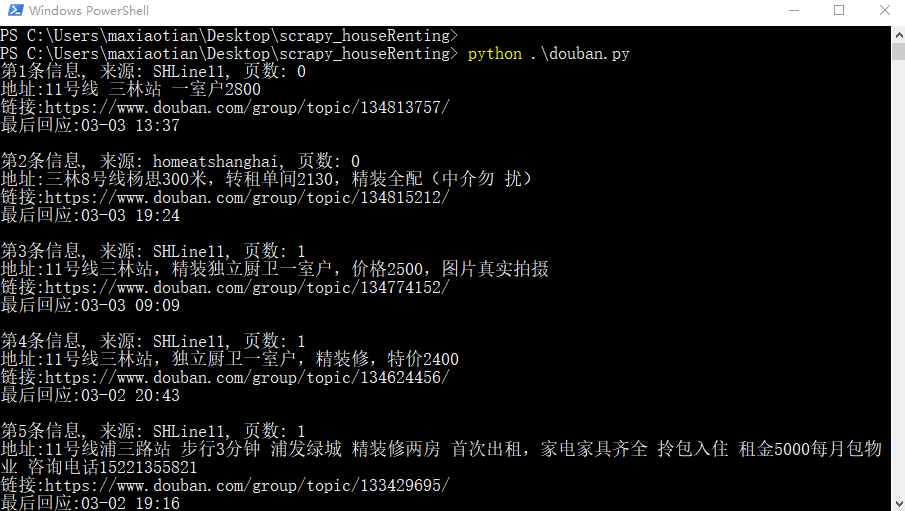 Windows PowerShell
PS C:\Users\maxiaotian\Desktop\scrapy_houseRenting>
PS C:\Users\maxiaotian\Desktop\scrapy_houseRenting> python .\douban.py
第1条信息, 来源: SHLine11, 页数: 0
地址:11号线 三林站 一室户2800
链接:https://www.douban.com/group/topic/134813757/
最后回应:03-03 13:37
第2条信息, 来源: homeatshanghai, 页数: 0
地址:三林8号线杨思300米，转租单间2130，精装全配（中介勿 扰）
链接:https://www.douban.com/group/topic/134815212/
最后回应:03-03 19:24
第3条信息, 来源: SHLine11, 页数: 1
地址:11号线三林站，精装独立厨卫一室户，价格2500，图片真实拍摄
链接:https://www.douban.com/group/topic/134774152/
最后回应:03-03 09:09
第4条信息, 来源: SHLine11, 页数: 1
地址:11号线三林站，独立厨卫一室户，精装修，特价2400
链接:https://www.douban.com/group/topic/134624456/
最后回应:03-02 20:43
第5条信息, 来源: SHLine11, 页数: 1
地址:11号线浦三路站 步行3分钟 浦发绿城 精装修两房 首次出租，家电家具齐全 拎包入住 租金5000每月包物
业 咨询电话15221355821
链接:https://www.douban.com/group/topic/133429695/
最后回应:03-02 19:16